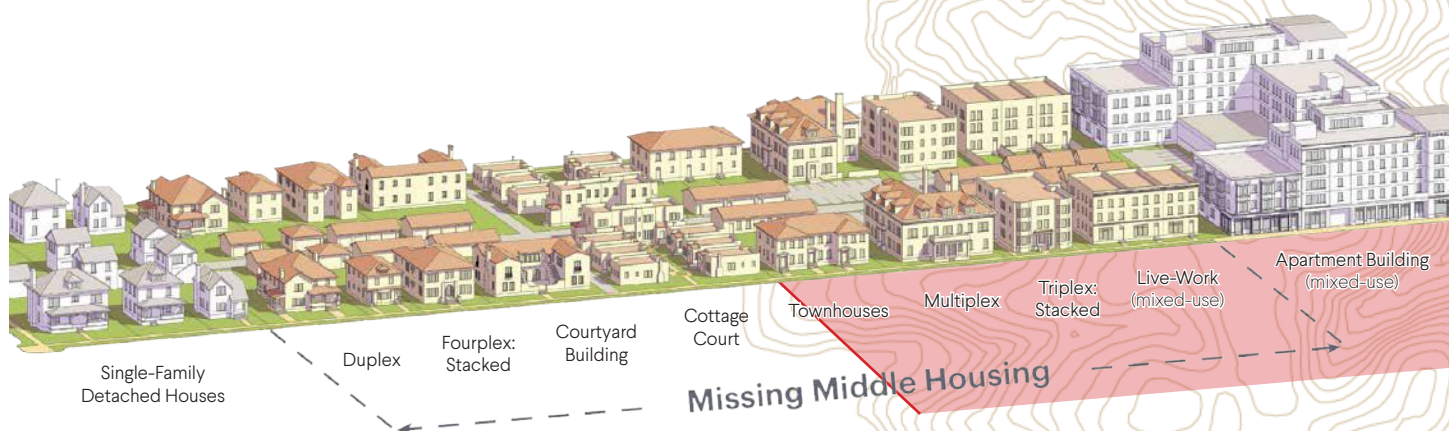 Single-Family
Detached Houses
Duplex
Fourplex:
Stacked
Courtyard
Building
Cottage
Court
Townhouses
Multiplex
Triplex:
Stacked
Live-Work
(mixed-use)
Apartment Building
(mixed-use)
Missing Middle Housing